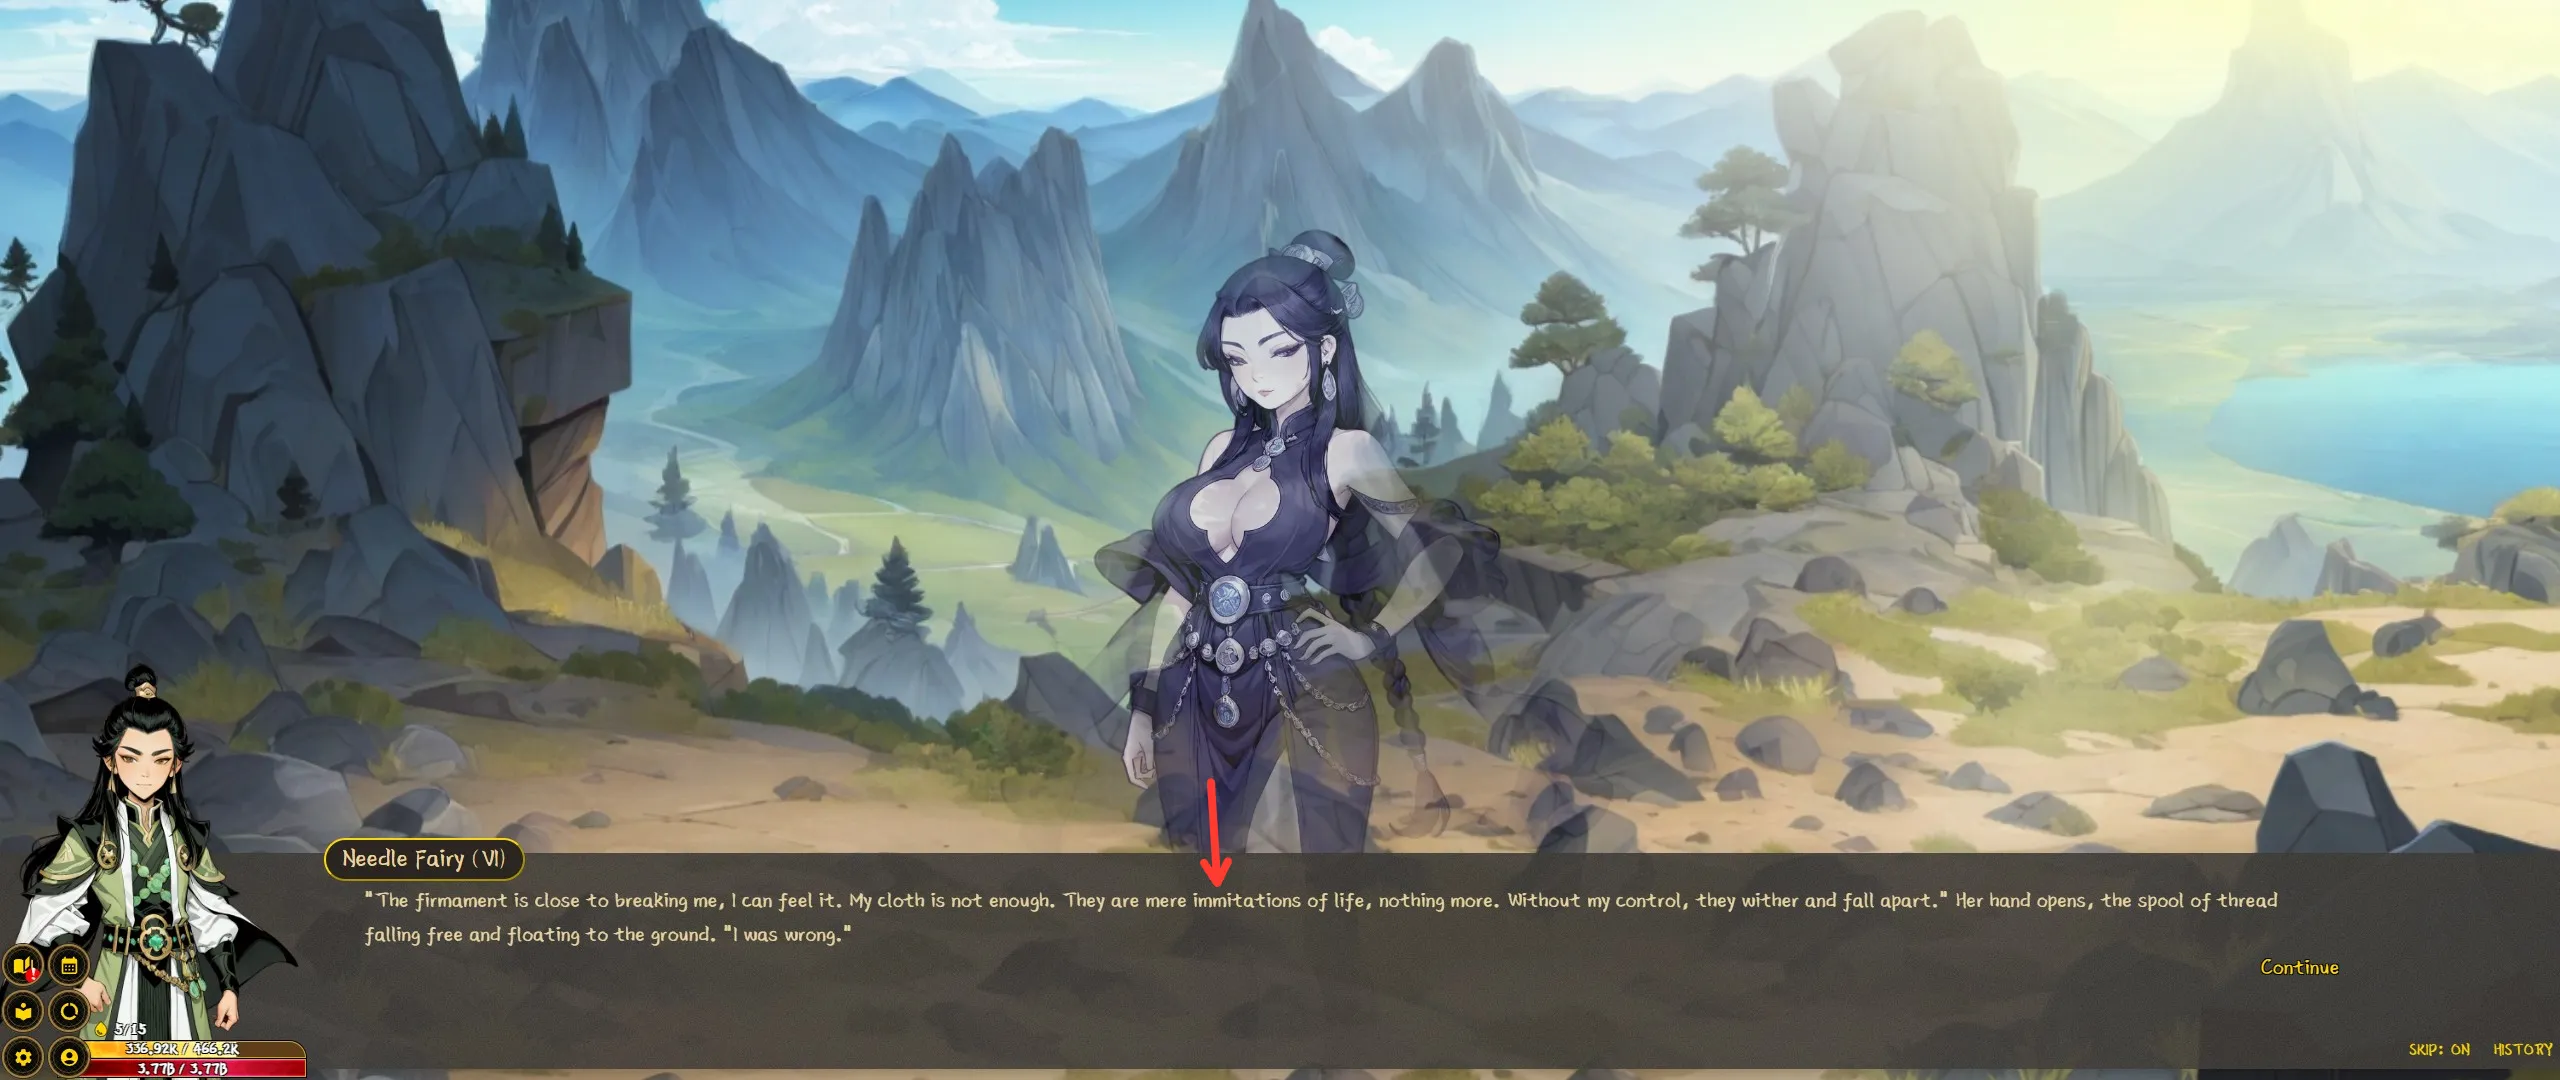 Needle Fairy (VI)
"The firmament is close to breaking me, I can feel it. My cloth is not enough. They are mere immitations of life, nothing more. Without my control, they wither and fall apart." Her hand opens, the spool of thread
falling free and floating to the ground. "I was wrong."
Continue
5/15
336.92K / 466.2K
3.77B / 3.77B
SKIP: ON HISTORY